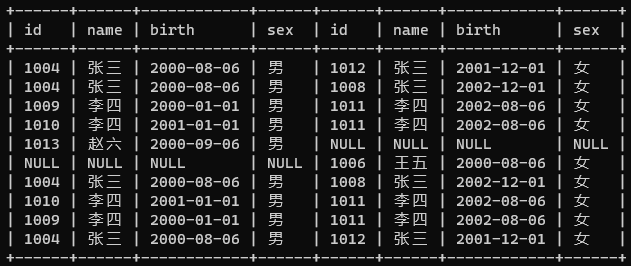 +------+------+------------+------+------+------+------------+------+
| id   | name | birth      | sex  | id   | name | birth      | sex  |
+------+------+------------+------+------+------+------------+------+
| 1004 | 张三 | 2000-08-06 | 男   | 1012 | 张三 | 2001-12-01 | 女   |
| 1004 | 张三 | 2000-08-06 | 男   | 1008 | 张三 | 2002-12-01 | 女   |
| 1009 | 李四 | 2000-01-01 | 男   | 1011 | 李四 | 2002-08-06 | 女   |
| 1010 | 李四 | 2001-01-01 | 男   | 1011 | 李四 | 2002-08-06 | 女   |
| 1013 | 赵六 | 2000-09-06 | 男   | NULL | NULL | NULL       | NULL |
| NULL | NULL | NULL       | NULL | 1006 | 王五 | 2000-08-06 | 女   |
| 1004 | 张三 | 2000-08-06 | 男   | 1008 | 张三 | 2002-12-01 | 女   |
| 1010 | 李四 | 2001-01-01 | 男   | 1011 | 李四 | 2002-08-06 | 女   |
| 1009 | 李四 | 2000-01-01 | 男   | 1011 | 李四 | 2002-08-06 | 女   |
| 1004 | 张三 | 2000-08-06 | 男   | 1012 | 张三 | 2001-12-01 | 女   |
+------+------+------------+------+------+------+------------+------+